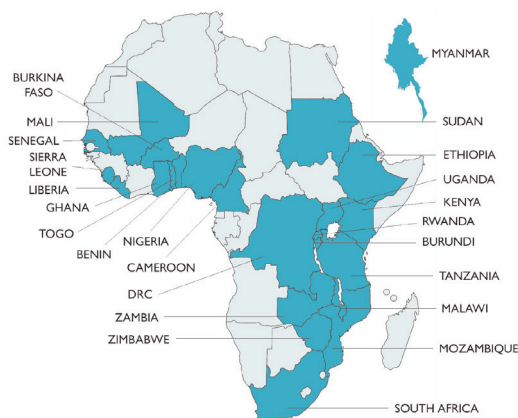 MYANMAR
BURKINA
FASO
MALI
SENEGAL
SIERRA
LEONE
LIBERIA
GHANA
TOGO
BENIN
NIGERIA
CAMEROON
DRC
ZAMBIA
ZIMBABWE
SUDAN
ETHIOPIA
UGANDA
KENYA
RWANDA
BURUNDI
TANZANIA
MALAWI
MOZAMBIQUE
SOUTH AFRICA